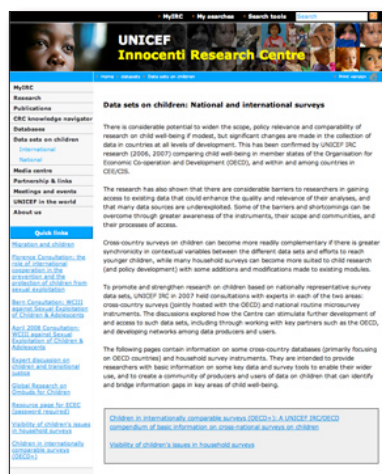 MyIRC • My searches • Search tools Search
UNICEF
Innocenti Research Centre
Home > datasets > Data sets on children
Print version
MyIRC
Research
Publications
CRC knowledge navigator
Databases
Data sets on children
International
National
Media centre
Partnership & links
Meetings and events
UNICEF in the world
About us
Quick links
Migration and children
Florence Consultation: the
role of international
cooperation in the
prevention and the
protection of children from
sexual exploitation
Bern Consultation: WCIII
against Sexual Exploitation
of Children & Adolescents
April 2008 Consultation:
WCIII against Sexual
Exploitation of Children &
Adolescents
Expert discussion on
children and transitional
justice
Global Research on
Ombuds for Children
Resource page for ECEC
(password required)
Visibility of children's issues
in household surveys
Children in internationally
comparable surveys
(OECD+)
Data sets on children: National and international surveys
There is considerable potential to widen the scope, policy relevance and comparability of
research on child well-being if modest, but significant changes are made in the collection of
data in countries at all levels of development. This has been confirmed by UNICEF IRC
research (2006, 2007) comparing child well-being in member states of the Organisation for
Economic Co-operation and Development (OECD), and within and among countries in
CEE/CIS.
The research has also shown that there are considerable barriers to researchers in gaining
access to existing data that could enhance the quality and relevance of their analyses, and
that many data sources are underexploited. Some of the barriers and shortcomings can be
overcome through greater awareness of the instruments, their scope and communities, and
their processes of access.
Cross-country surveys on children can become more readily complementary if there is greater
synchronicity in contextual variables between the different data sets and efforts to reach
younger children, while many household surveys can become more suited to child research
(and policy development) with some additions and modifications made to existing modules.
To promote and strengthen research on children based on nationally representative survey
data sets, UNICEF IRC in 2007 held consultations with experts in each of the two areas:
cross-country surveys (jointly hosted with the OECD) and national routine microsurvey
instruments. The discussions explored how the Centre can stimulate further development of
and access to such data sets, including through working with key partners such as the OECD,
and developing networks among data producers and users.
The following pages contain information on some cross-country databases (primarily focusing
on OECD countries) and household survey instruments. They are intended to provide
researchers with basic information on some key data and survey tools to enable their wider
use, and to create a community of producers and users of data on children that can identify
and bridge information gaps in key areas of child well-being.
Children in internationally comparable surveys (OECD+): A UNICEF IRC/OECD
compendium of basic information on cross-national surveys on children
Visibility of children's issues in household surveys